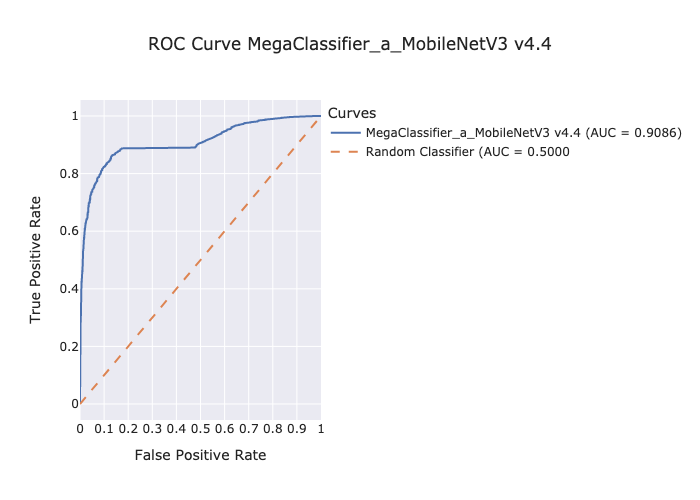 ROC Curve MegaClassifier_a_MobileNetV3 v4.4
Curves
MegaClassifier_a_MobileNetV3 v4.4 (AUC = 0.9086)
Random Classifier (AUC = 0.5000
True Positive Rate
1
0.8
0.6
0.4
0.2
0
0 0.1 0.2 0.3 0.4 0.5 0.6 0.7 0.8 0.9 1
False Positive Rate